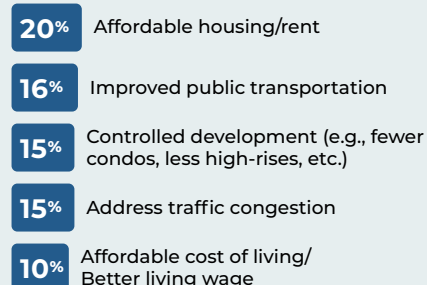 20% Affordable housing/rent
16% Improved public transportation
15% Controlled development (e.g., fewer
condos, less high-rises, etc.)
15% Address traffic congestion
10% Affordable cost of living/
Better living wage